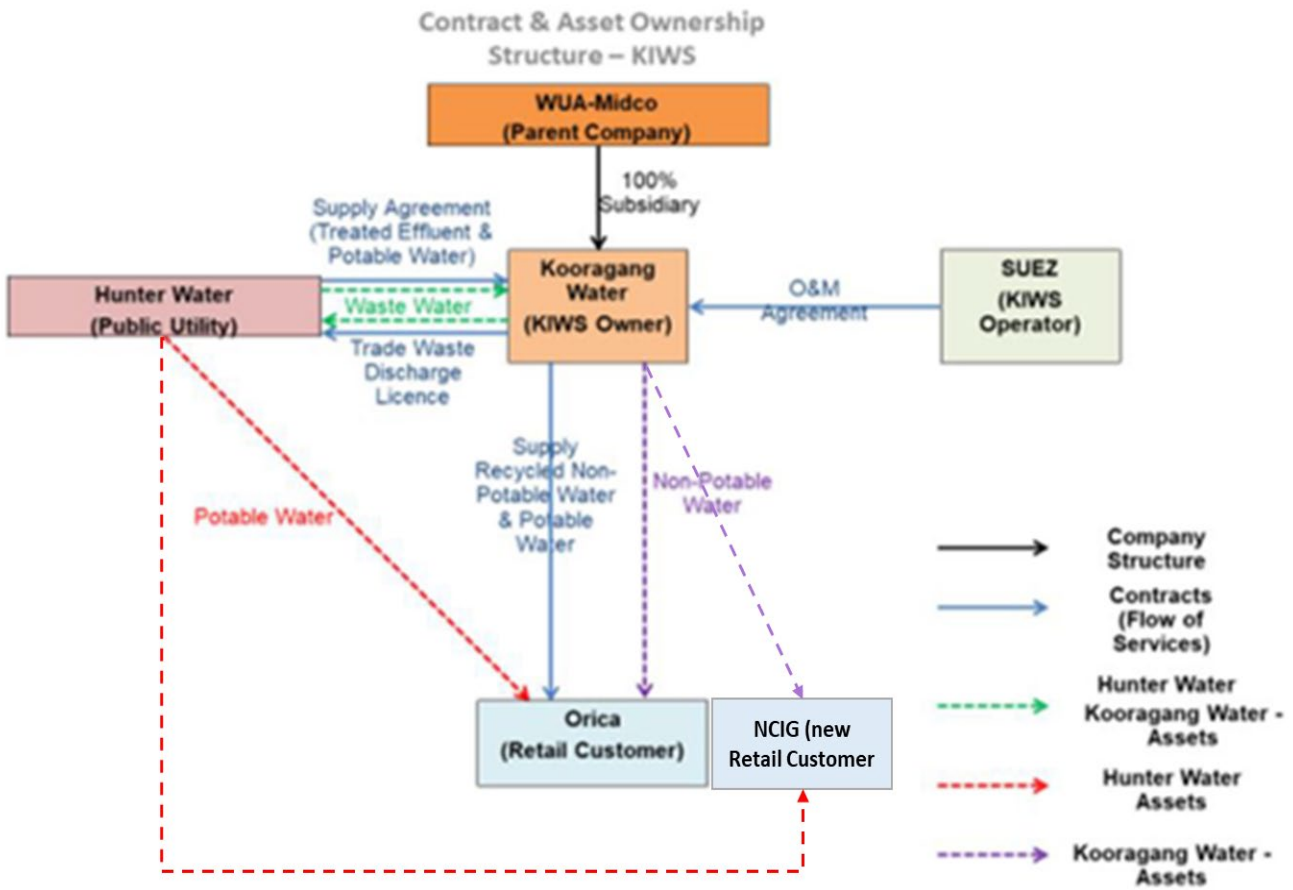 Contract & Asset Ownership
Structure – KIWS
WUA-Midco
(Parent Company)
100%
Subsidiary
Supply Agreement
(Treated Effluent &
Potable Water)
Hunter Water
(Public Utility)
Waste Water
Trade Waste
Discharge
Licence
Kooragang
Water
(KIWS Owner)
O&M
Agreement
SUEZ
(KIWS
Operator)
Supply
Recycled Non-
Potable Water
& Potable
Water
Non-Potable
Water
Potable Water
Orica
(Retail Customer)
NCIG (new
Retail Customer
Company
Structure
Contracts
(Flow of
Services)
Hunter Water
Kooragang Water -
Assets
Hunter Water
Assets
Kooragang Water -
Assets